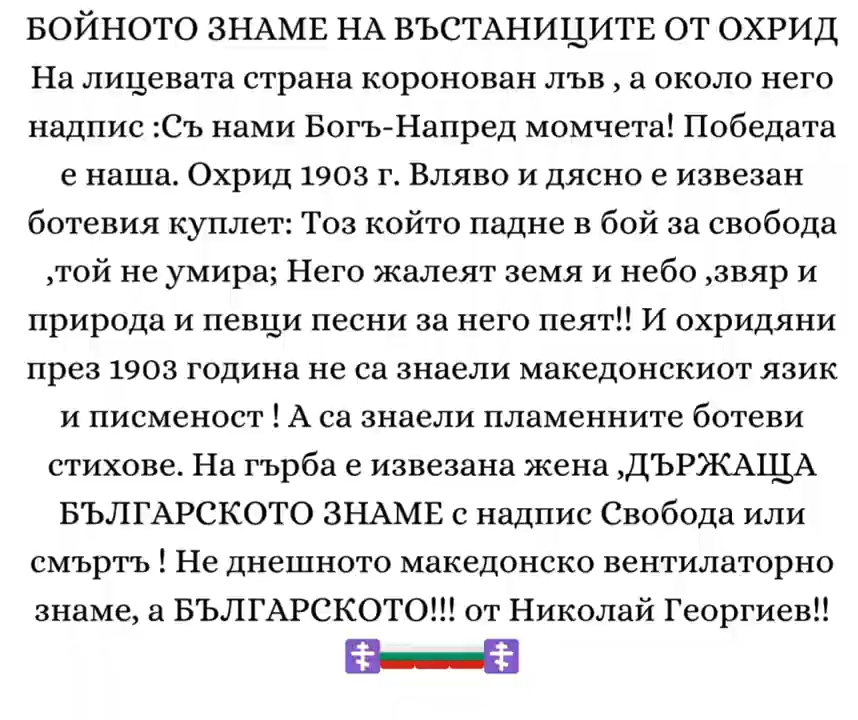 БОЙНОТО ЗНАМЕ НА ВЪСТАНИЦИТЕ ОТ ОХРИД
На лицевата страна коронован лъв , а около него
надпис :Съ нами Богъ-Напред момчета! Победата
е наша. Охрид 1903 г. Вляво и дясно е извезан
ботевия куплет: Тоз който падне в бой за свобода
,той не умира; Него жалеят земя и небо ,звяр и
природа и певци песни за него пеят!! И охридяни
през 1903 година не са знаели македонскиот язик
и писменост ! А са знаели пламенните ботеви
стихове. На гърба е извезана жена ,ДЪРЖАЩА
БЪЛГАРСКОТО ЗНАМЕ с надпис Свобода или
смъртъ ! Не днешното македонско вентилаторно
знаме, а БЪЛГАРСКОТО!!! от Николай Георгиев!!